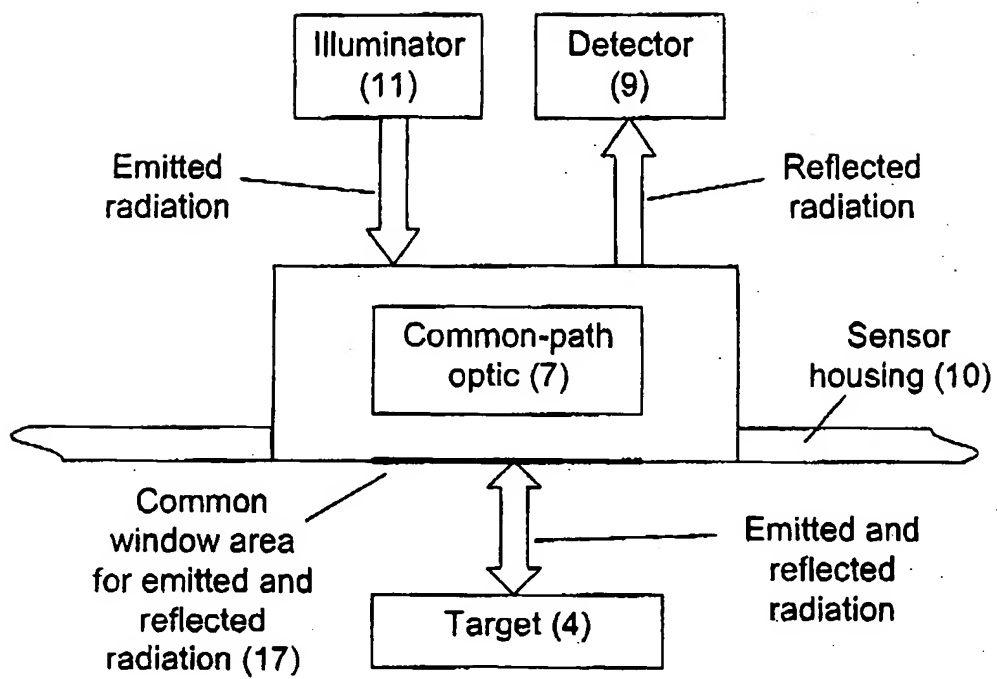 Illuminator
(11)
Detector
(9)
Emitted
radiation
Reflected
radiation
Common-path
optic (7)
Sensor
housing (10)
Common
window area
for emitted and
reflected
radiation (17)
Emitted and
reflected
radiation
Target (4)